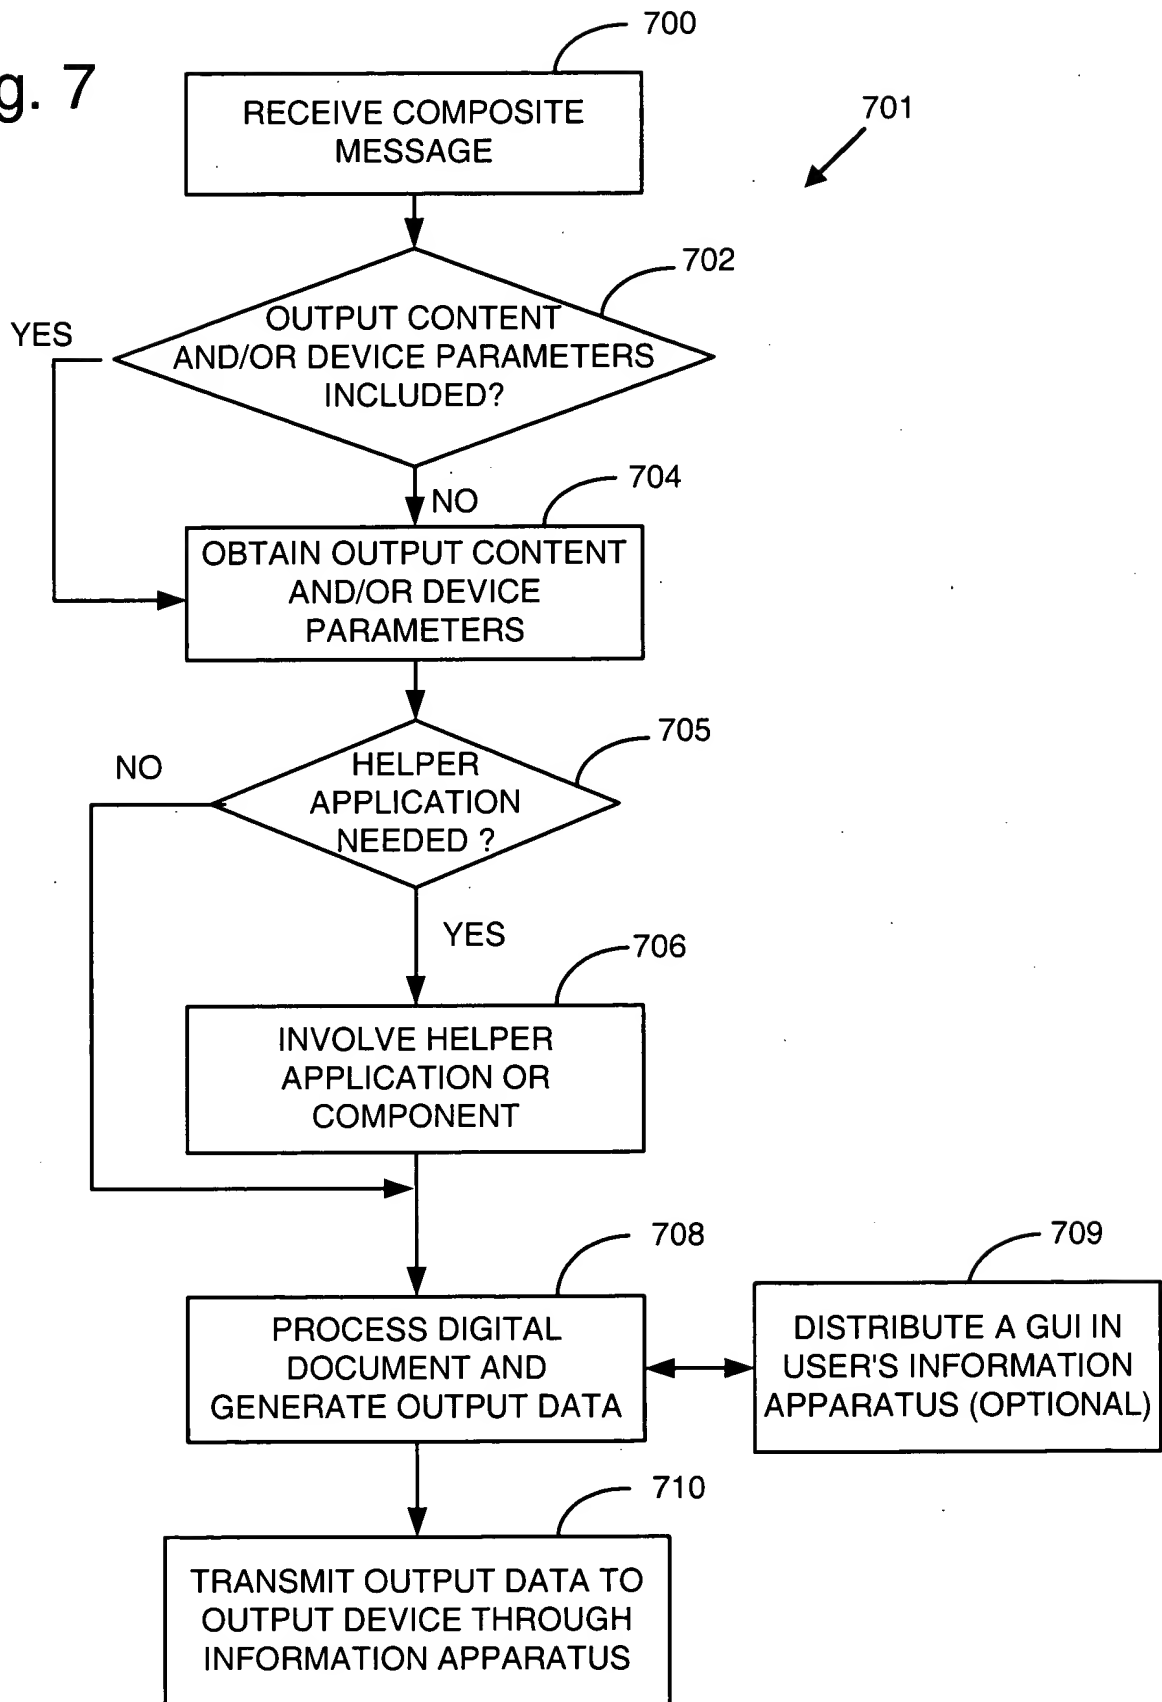 g. 7
700
RECEIVE COMPOSITE
MESSAGE
701
702
OUTPUT CONTENT
AND/OR DEVICE PARAMETERS
INCLUDED?
YES
NO
704
OBTAIN OUTPUT CONTENT
AND/OR DEVICE
PARAMETERS
705
HELPER
APPLICATION
NEEDED ?
NO
YES
706
INVOLVE HELPER
APPLICATION OR
COMPONENT
708
PROCESS DIGITAL
DOCUMENT AND
GENERATE OUTPUT DATA
709
DISTRIBUTE A GUI IN
USER'S INFORMATION
APPARATUS (OPTIONAL)
710
TRANSMIT OUTPUT DATA TO
OUTPUT DEVICE THROUGH
INFORMATION APPARATUS